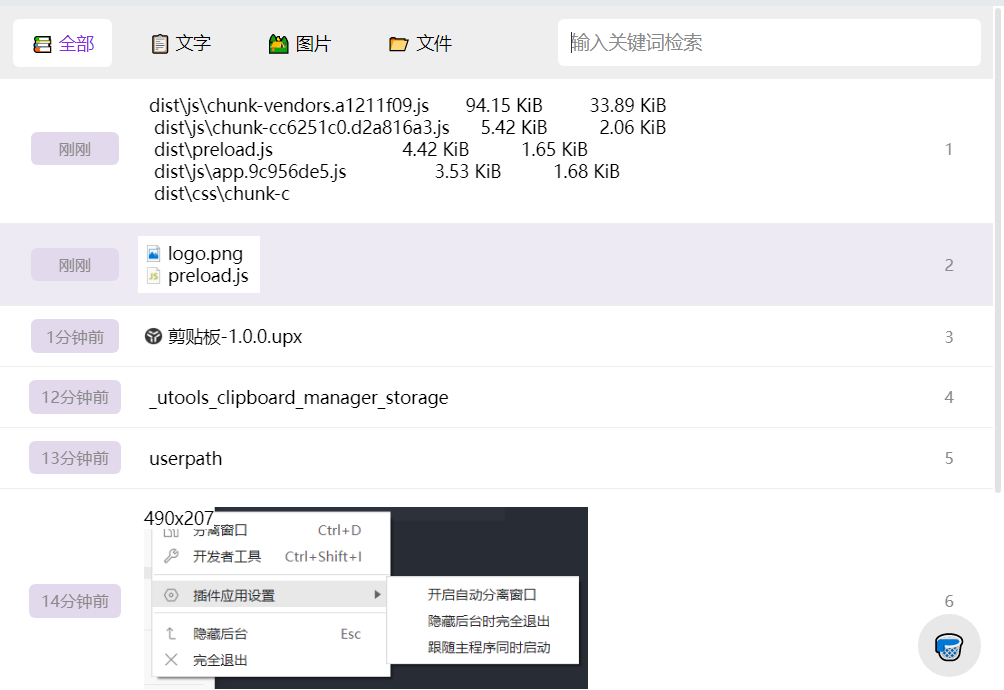 全部 文字 图片 文件 输入关键词检索
dist\js\chunk-vendors.a1211f09.js 94.15 KiB 33.89 KiB
dist\js\chunk-cc6251c0.d2a816a3.js 5.42 KiB 2.06 KiB
刚刚 dist\preload.js 4.42 KiB 1.65 KiB 1
dist\js\app.9c956de5.js 3.53 KiB 1.68 KiB
dist\css\chunk-c
logo.png
刚刚 2
preload.js
1分钟前 剪贴板-1.0.0.upx 3
12分钟前 _utools_clipboard_manager_storage 4
13分钟前 userpath 5
490x207
分离窗口 Ctrl+D
开发者工具 Ctrl+Shift+I
插件应用设置 开启自动分离窗口
14分钟前 6
隐藏后台时完全退出
隐藏后台 Esc
跟随主程序同时启动
完全退出